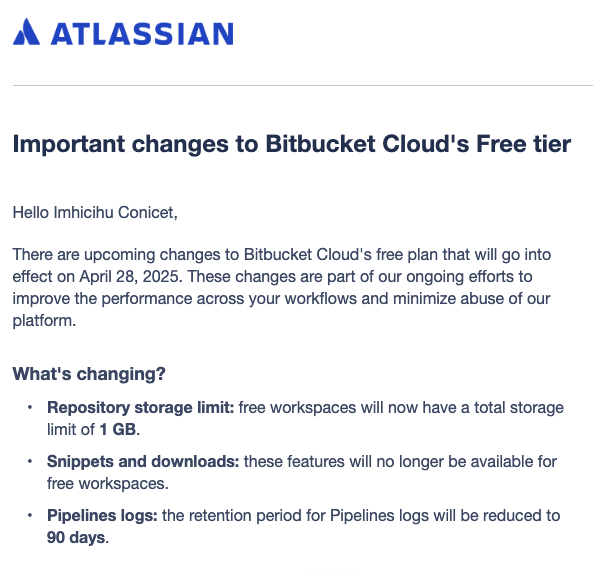 ATLASSIAN
Important changes to Bitbucket Cloud's Free tier
Hello Imhicihu Conicet,
There are upcoming changes to Bitbucket Cloud's free plan that will go into
effect on April 28, 2025. These changes are part of our ongoing efforts to
improve the performance across your workflows and minimize abuse of our
platform.
What's changing?
• Repository storage limit: free workspaces will now have a total storage
limit of 1 GB.
• Snippets and downloads: these features will no longer be available for
free workspaces.
• Pipelines logs: the retention period for Pipelines logs will be reduced to
90 days.